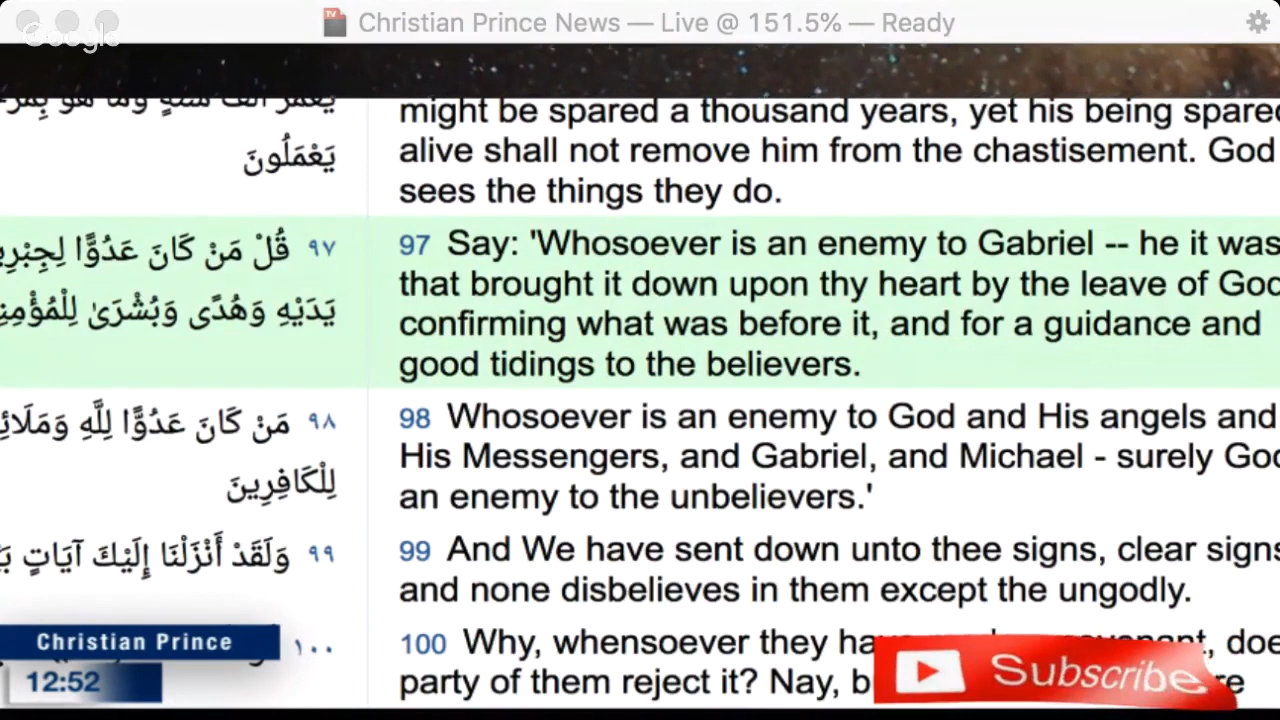 Google
TV
Christian Prince News — Live @ 151.5% — Ready
يَعْمَلُونَ
might be spared a thousand years, yet his being spared
alive shall not remove him from the chastisement. God
sees the things they do.
٩٧ قُلْ مَنْ كَانَ عَدُوًّا
يَدَيْهِ وَهُدًى وَبُشْرَىٰ
97 Say: 'Whosoever is an enemy to Gabriel -- he it was
that brought it down upon thy heart by the leave of
confirming what was before it, and for a guidance and
good tidings to the believers.
٩٨ مَنْ كَانَ عَدُوًّا لِلَّهِ
لِلْكَافِرِينَ
98 Whosoever is an enemy to God and His angels and
His Messengers, and Gabriel, and Michael - surely
an enemy to the unbelievers.'
٩٩ وَلَقَدْ أَنْزَلْنَا إِلَيْكَ آيَاتٍ
99 And We have sent down unto thee signs, clear signs
and none disbelieves in them except the ungodly.
١٠٠
100 Why, whensoever they
party of them reject it? Nay,
Christian Prince
12:52
Subscribe